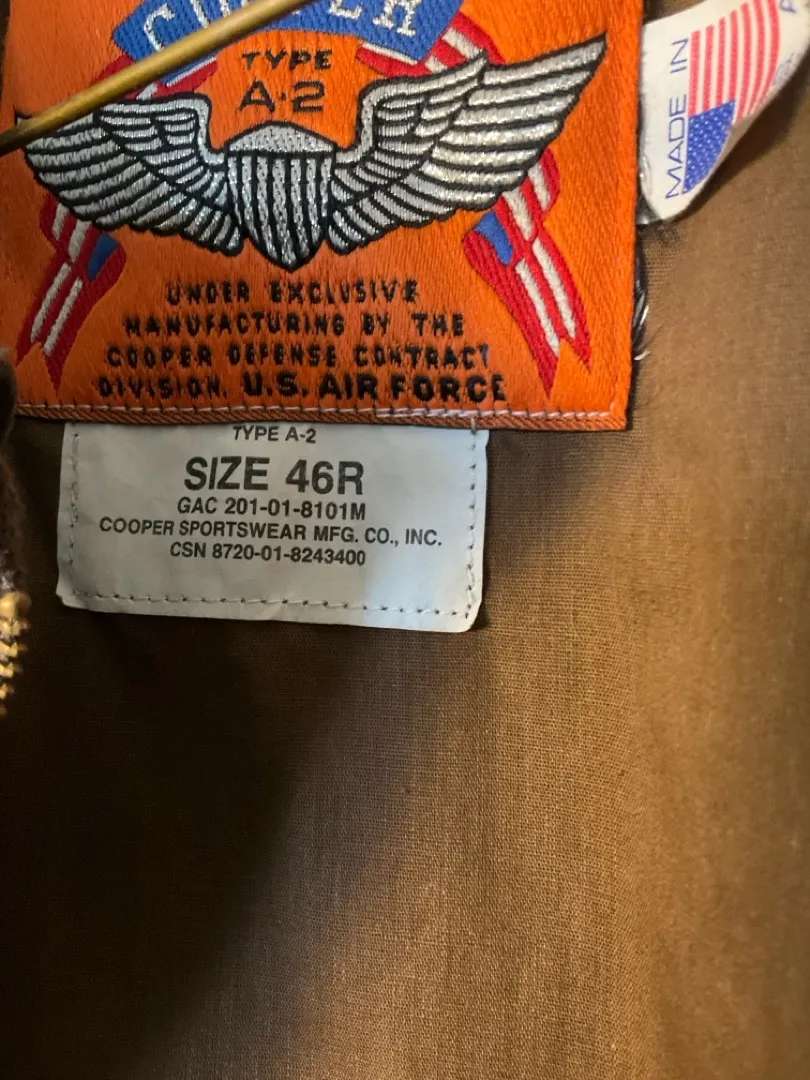 COOPER
TYPE
A-2
UNDER EXCLUSIVE
MANUFACTURING BY THE
COOPER DEFENSE CONTRACT
DIVISION, U.S. AIR FORCE
MADE IN
TYPE A-2
SIZE 46R
GAC 201-01-8101M
COOPER SPORTSWEAR MFG. CO., INC.
CSN 8720-01-8243400